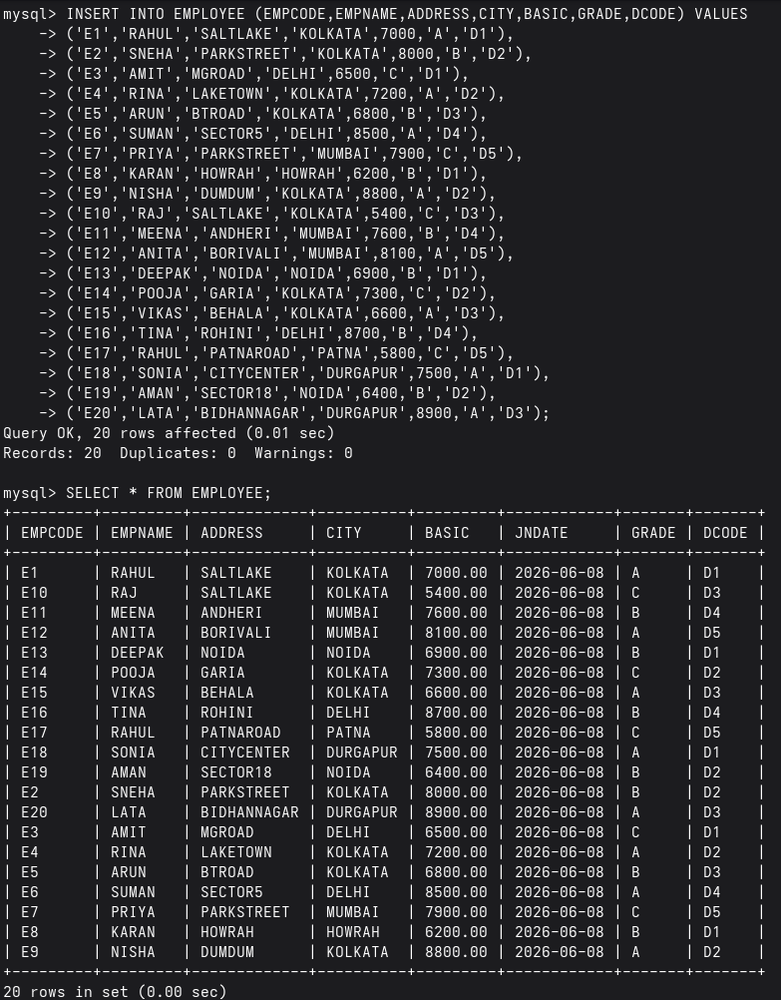 mysql> INSERT INTO EMPLOYEE (EMPCODE,EMPNAME,ADDRESS,CITY,BASIC,GRADE,DCODE) VALUES
    -> ('E1','RAHUL','SALTLAKE','KOLKATA',7000,'A','D1'),
    -> ('E2','SNEHA','PARKSTREET','KOLKATA',8000,'B','D2'),
    -> ('E3','AMIT','MGROAD','DELHI',6500,'C','D1'),
    -> ('E4','RINA','LAKETOWN','KOLKATA',7200,'A','D2'),
    -> ('E5','ARUN','BTROAD','KOLKATA',6800,'B','D3'),
    -> ('E6','SUMAN','SECTOR5','DELHI',8500,'A','D4'),
    -> ('E7','PRIYA','PARKSTREET','MUMBAI',7900,'C','D5'),
    -> ('E8','KARAN','HOWRAH','HOWRAH',6200,'B','D1'),
    -> ('E9','NISHA','DUMDUM','KOLKATA',8800,'A','D2'),
    -> ('E10','RAJ','SALTLAKE','KOLKATA',5400,'C','D3'),
    -> ('E11','MEENA','ANDHERI','MUMBAI',7600,'B','D4'),
    -> ('E12','ANITA','BORIVALI','MUMBAI',8100,'A','D5'),
    -> ('E13','DEEPAK','NOIDA','NOIDA',6900,'B','D1'),
    -> ('E14','POOJA','GARIA','KOLKATA',7300,'C','D2'),
    -> ('E15','VIKAS','BEHALA','KOLKATA',6600,'A','D3'),
    -> ('E16','TINA','ROHINI','DELHI',8700,'B','D4'),
    -> ('E17','RAHUL','PATNAROAD','PATNA',5800,'C','D5'),
    -> ('E18','SONIA','CITYCENTER','DURGAPUR',7500,'A','D1'),
    -> ('E19','AMAN','SECTOR18','NOIDA',6400,'B','D2'),
    -> ('E20','LATA','BIDHANNAGAR','DURGAPUR',8900,'A','D3');
Query OK, 20 rows affected (0.01 sec)
Records: 20  Duplicates: 0  Warnings: 0

mysql> SELECT * FROM EMPLOYEE;
+---------+---------+-------------+----------+---------+------------+-------+-------+
| EMPCODE | EMPNAME | ADDRESS     | CITY     | BASIC   | JNDATE     | GRADE | DCODE |
+---------+---------+-------------+----------+---------+------------+-------+-------+
| E1      | RAHUL   | SALTLAKE    | KOLKATA  | 7000.00 | 2026-06-08 | A     | D1    |
| E10     | RAJ     | SALTLAKE    | KOLKATA  | 5400.00 | 2026-06-08 | C     | D3    |
| E11     | MEENA   | ANDHERI     | MUMBAI   | 7600.00 | 2026-06-08 | B     | D4    |
| E12     | ANITA   | BORIVALI    | MUMBAI   | 8100.00 | 2026-06-08 | A     | D5    |
| E13     | DEEPAK  | NOIDA       | NOIDA    | 6900.00 | 2026-06-08 | B     | D1    |
| E14     | POOJA   | GARIA       | KOLKATA  | 7300.00 | 2026-06-08 | C     | D2    |
| E15     | VIKAS   | BEHALA      | KOLKATA  | 6600.00 | 2026-06-08 | A     | D3    |
| E16     | TINA    | ROHINI      | DELHI    | 8700.00 | 2026-06-08 | B     | D4    |
| E17     | RAHUL   | PATNAROAD   | PATNA    | 5800.00 | 2026-06-08 | C     | D5    |
| E18     | SONIA   | CITYCENTER  | DURGAPUR | 7500.00 | 2026-06-08 | A     | D1    |
| E19     | AMAN    | SECTOR18    | NOIDA    | 6400.00 | 2026-06-08 | B     | D2    |
| E2      | SNEHA   | PARKSTREET  | KOLKATA  | 8000.00 | 2026-06-08 | B     | D2    |
| E20     | LATA    | BIDHANNAGAR | DURGAPUR | 8900.00 | 2026-06-08 | A     | D3    |
| E3      | AMIT    | MGROAD      | DELHI    | 6500.00 | 2026-06-08 | C     | D1    |
| E4      | RINA    | LAKETOWN    | KOLKATA  | 7200.00 | 2026-06-08 | A     | D2    |
| E5      | ARUN    | BTROAD      | KOLKATA  | 6800.00 | 2026-06-08 | B     | D3    |
| E6      | SUMAN   | SECTOR5     | DELHI    | 8500.00 | 2026-06-08 | A     | D4    |
| E7      | PRIYA   | PARKSTREET  | MUMBAI   | 7900.00 | 2026-06-08 | C     | D5    |
| E8      | KARAN   | HOWRAH      | HOWRAH   | 6200.00 | 2026-06-08 | B     | D1    |
| E9      | NISHA   | DUMDUM      | KOLKATA  | 8800.00 | 2026-06-08 | A     | D2    |
+---------+---------+-------------+----------+---------+------------+-------+-------+
20 rows in set (0.00 sec)